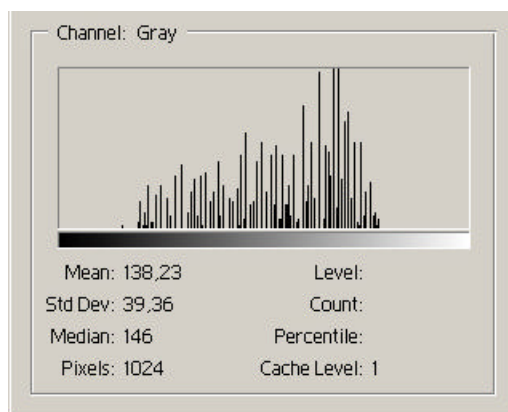 Channel: Gray
Mean: 138,23 Level:
Std Dev: 39,36 Count:
Median: 146 Percentile:
Pixels: 1024 Cache Level: 1